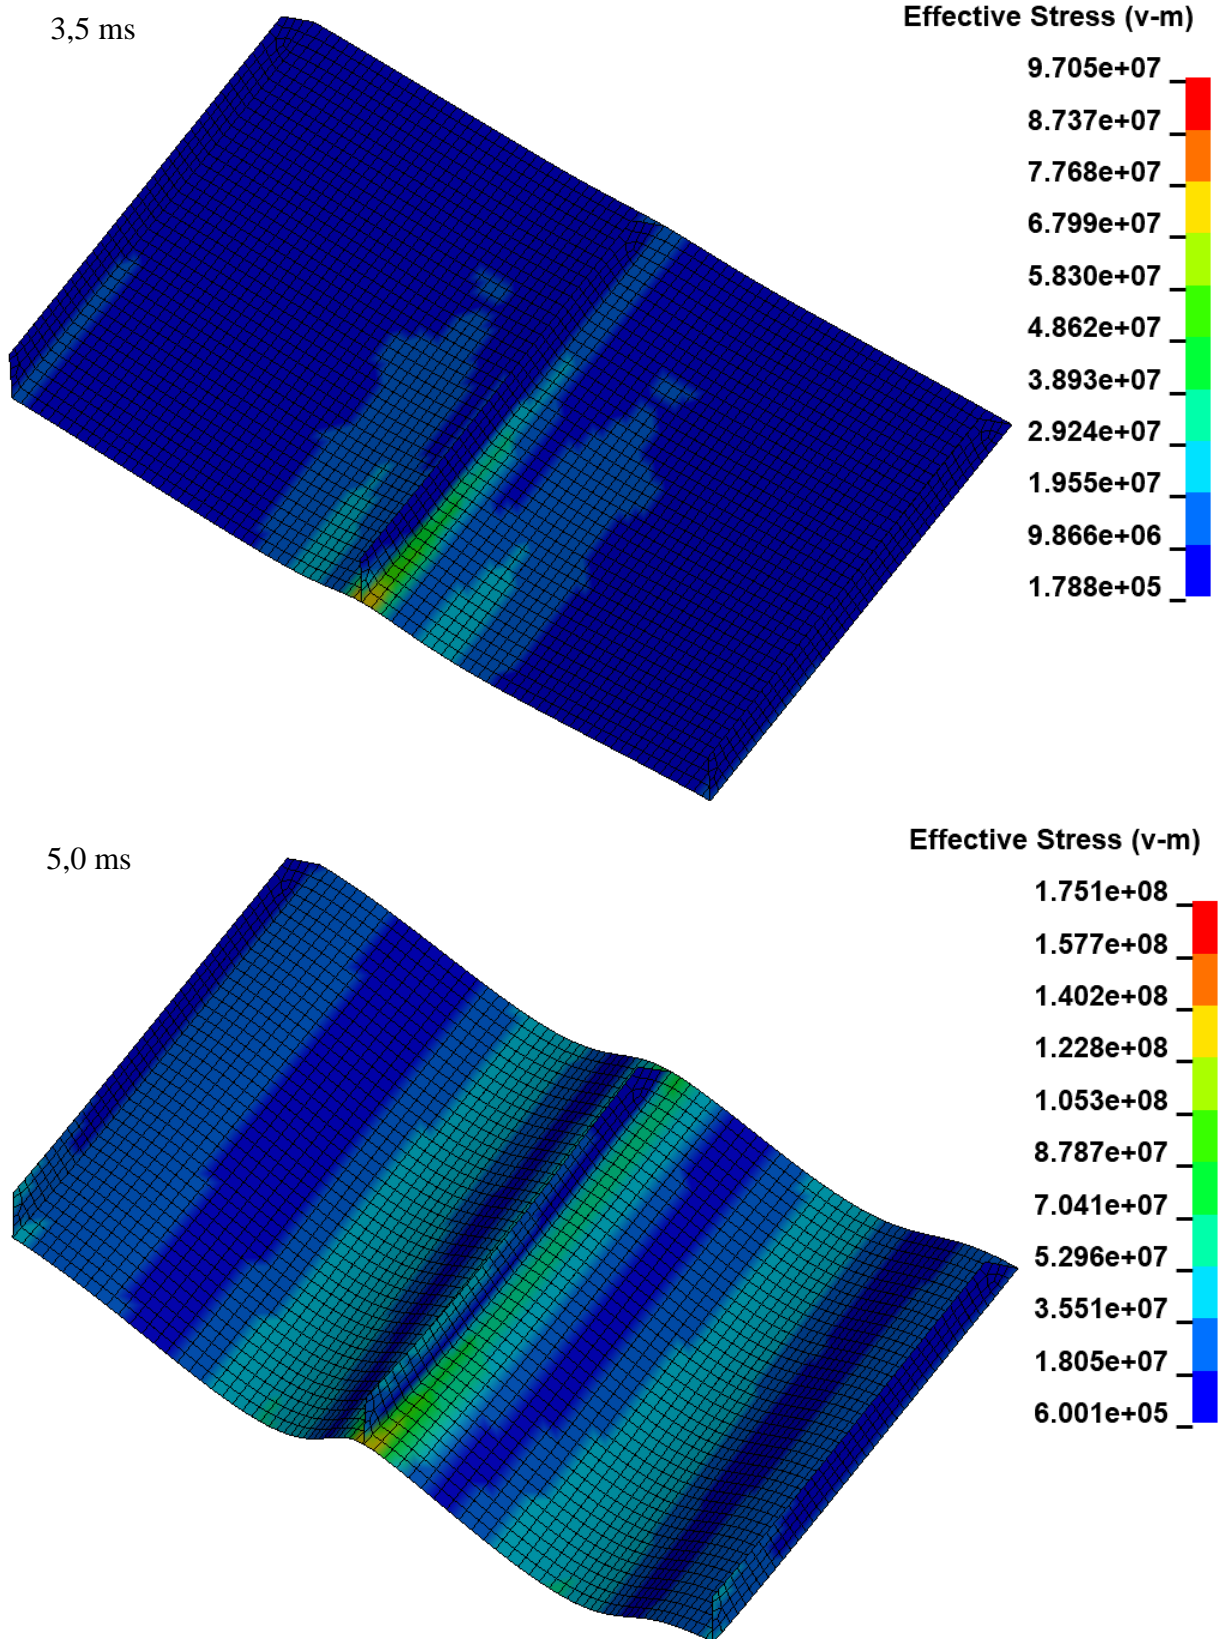 3,5 ms
Effective Stress (v-m)
9.705e+07
8.737e+07
7.768e+07
6.799e+07
5.830e+07
4.862e+07
3.893e+07
2.924e+07
1.955e+07
9.866e+06
1.788e+05
5,0 ms
Effective Stress (v-m)
1.751e+08
1.577e+08
1.402e+08
1.228e+08
1.053e+08
8.787e+07
7.041e+07
5.296e+07
3.551e+07
1.805e+07
6.001e+05